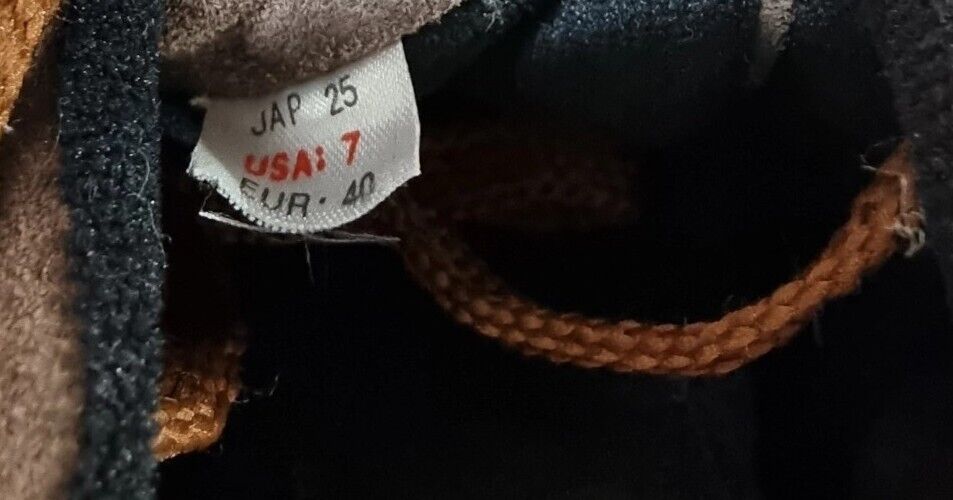 JAP 25
USA: 7
EUR. 40